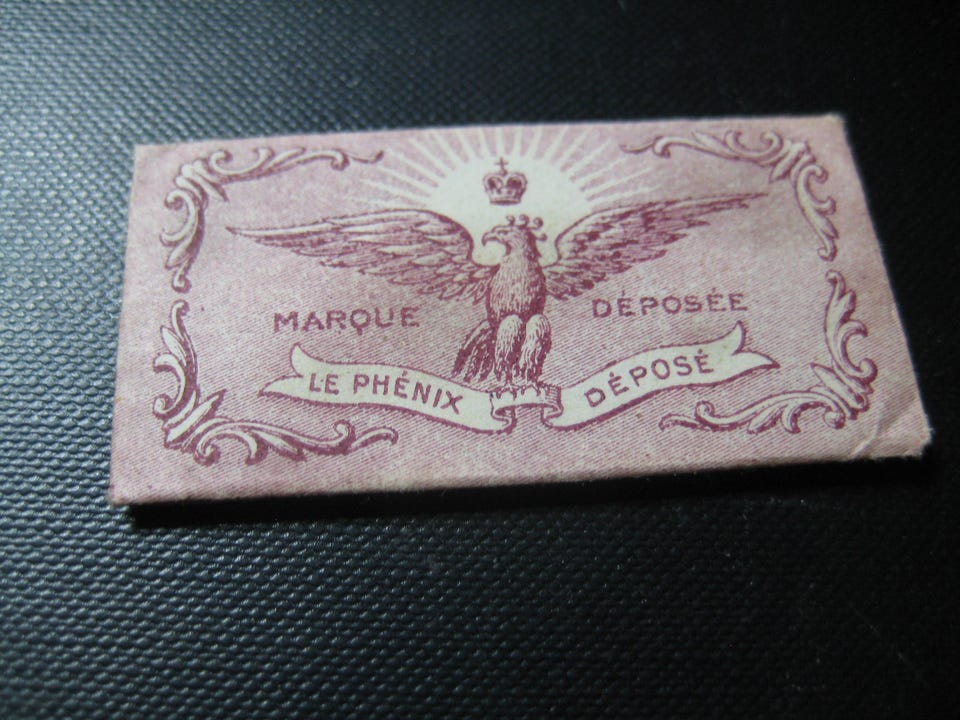 MARQUE DÉPOSÉE
LE PHÉNIX DÉPOSÉ